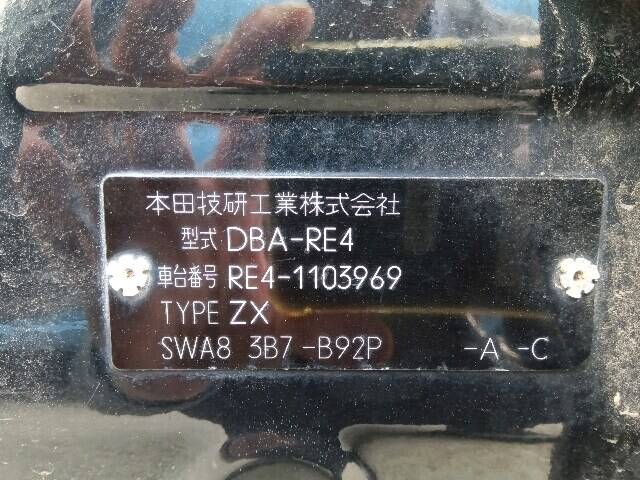 本田技研工業株式会社
型式 DBA-RE4
車台番号 RE4-1103969
TYPE ZX
SWA8 3B7 -B92P -A -C